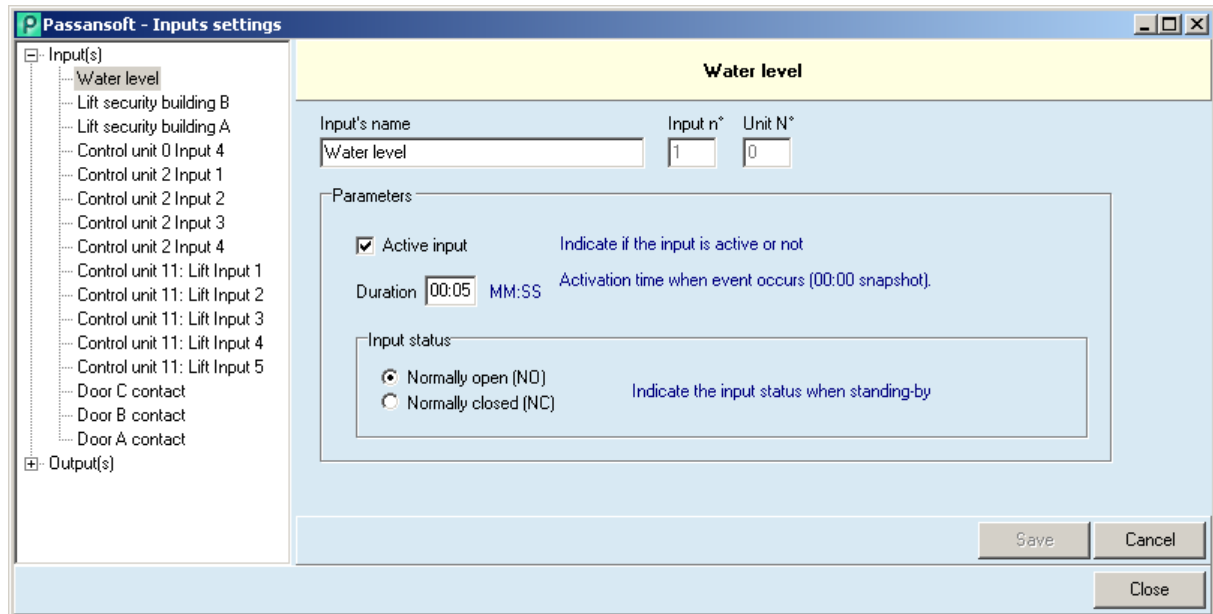 Passansoft - Inputs settings
Input(s)
Water level
Lift security building B
Lift security building A
Control unit 0 Input 4
Control unit 2 Input 1
Control unit 2 Input 2
Control unit 2 Input 3
Control unit 2 Input 4
Control unit 11: Lift Input 1
Control unit 11: Lift Input 2
Control unit 11: Lift Input 3
Control unit 11: Lift Input 4
Control unit 11: Lift Input 5
Door C contact
Door B contact
Door A contact
Output(s)
Water level
Input's name Input n° Unit N°
Water level 1 0
Parameters
Active input Indicate if the input is active or not
Duration 00:05 MM:SS Activation time when event occurs (00:00 snapshot).
Input status
Normally open (NO)
Normally closed (NC) Indicate the input status when standing-by
Save Cancel
Close